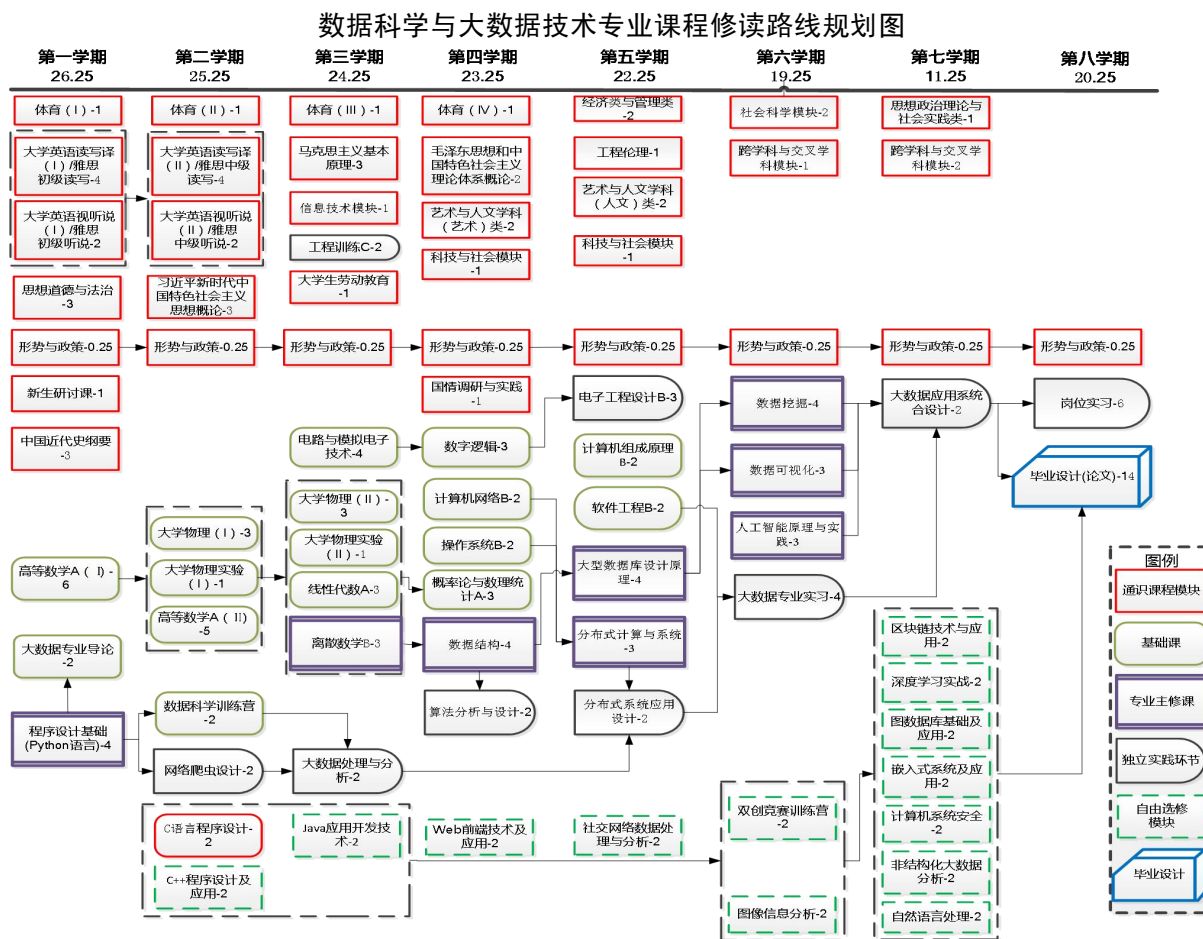 数据科学与大数据技术专业课程修读路线规划图
第一学期
26.25
第二学期
25.25
第三学期
24.25
第四学期
23.25
第五学期
22.25
第六学期
19.25
第七学期
11.25
第八学期
20.25
体育（I）-1
体育（II）-1
体育（III）-1
体育（IV）-1
经济类与管理类
-2
社会科学模块-2
思想政治理论与
社会实践类-1
大学英语读写译
（I）/雅思
初级读写-4
大学英语读写译
（II）/雅思中级
读写-4
马克思主义基本
原理-3
毛泽东思想和中
国特色社会主义
理论体系概论-2
工程伦理-1
跨学科与交叉学
科模块-1
跨学科与交叉学
科模块-2
大学英语视听说
（I）/雅思
初级听说-2
大学英语视听说
（II）/雅思
中级听说-2
信息技术模块-1
艺术与人文学科
（艺术）类-2
艺术与人文学科
（人文）类-2
工程训练C-2
科技与社会模块
-1
科技与社会模块
-1
思想道德与法治
-3
习近平新时代中
国特色社会主义
思想概论-3
大学生劳动教育
-1
形势与政策-0.25
形势与政策-0.25
形势与政策-0.25
形势与政策-0.25
形势与政策-0.25
形势与政策-0.25
形势与政策-0.25
形势与政策-0.25
新生研讨课-1
国情调研与实践
-1
电子工程设计B-3
数据挖掘-4
大数据应用系统
合设计-2
岗位实习-6
中国近代史纲要
-3
电路与模拟电子
技术-4
数字逻辑-3
计算机组成原理
B-2
数据可视化-3
毕业设计(论文)-14
大学物理（II）-
3
计算机网络B-2
软件工程B-2
人工智能原理与实
践-3
大学物理（I）-3
大学物理实验
（II）-1
操作系统B-2
大型数据库设计原
理-4
高等数学A（ I）-
6
大学物理实验
（I）-1
线性代数A-3
概率论与数理统
计A-3
大数据专业实习-4
高等数学A（ II）
-5
离散数学B-3
数据结构-4
分布式计算与系统
-3
大数据专业导论
-2
算法分析与设计-2
分布式系统应用
设计-2
程序设计基础
(Python语言)-4
数据科学训练营
-2
网络爬虫设计-2
大数据处理与分
析-2
C语言程序设计-
2
Java应用开发技
术-2
Web前端技术及
应用-2
社交网络数据处
理与分析-2
双创竞赛训练营
-2
C++程序设计及
应用-2
图像信息分析-2
区块链技术与应
用-2
深度学习实战-2
图数据库基础及
应用-2
嵌入式系统及应
用-2
计算机系统安全
-2
非结构化大数据
分析-2
自然语言处理-2
图例
通识课程模块
基础课
专业主修课
独立实践环节
自由选修
模块
毕业设计